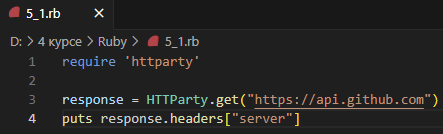 5_1.rb
D: > 4 курсе > Ruby > 5_1.rb
1 require 'httparty'
2
3 response = HTTParty.get("https://api.github.com")
4 puts response.headers["server"]